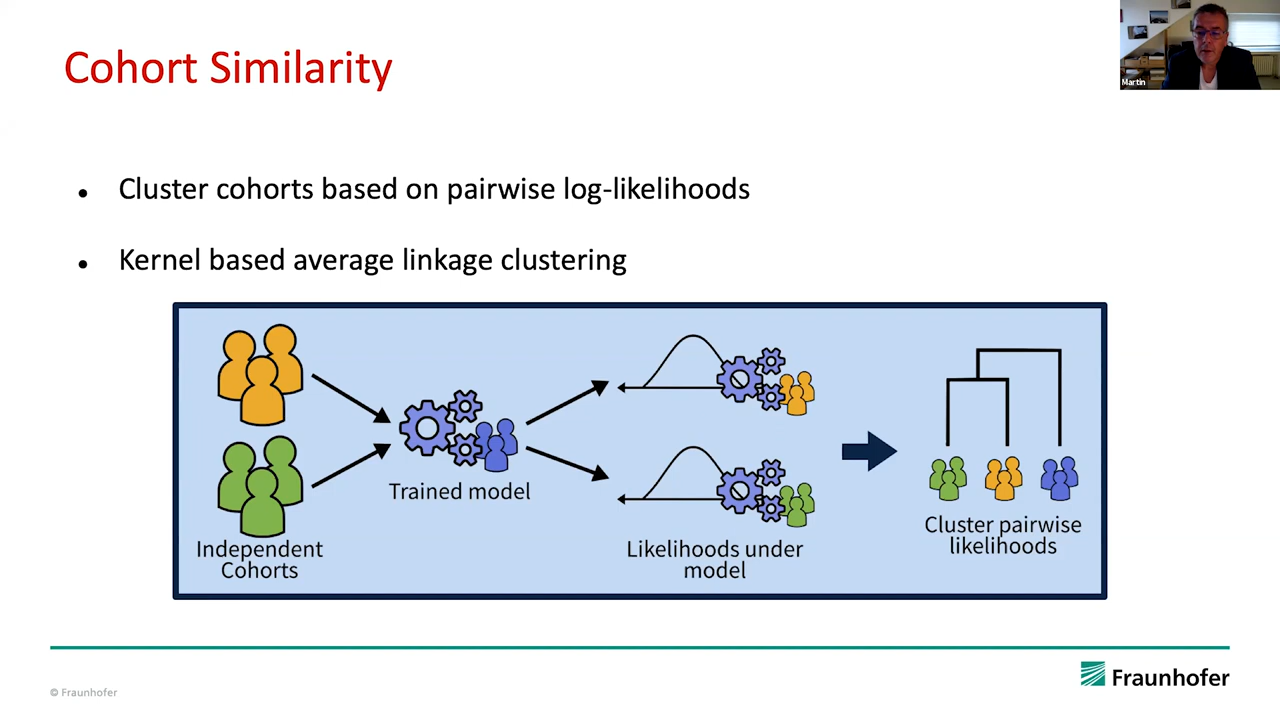 Cohort Similarity
Martin
• Cluster cohorts based on pairwise log-likelihoods
• Kernel based average linkage clustering
Independent
Cohorts
Trained model
Likelihoods under
model
Cluster pairwise
likelihoods
© Fraunhofer
Fraunhofer